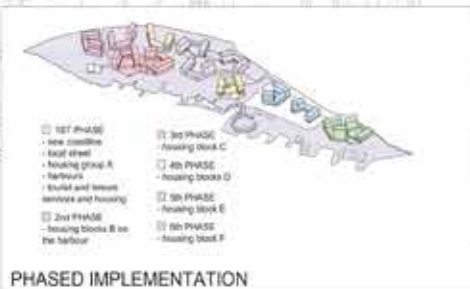 1ST PHASE
- new coastline
- local street
- housing group A
- harbours
- tourist and leisure
services and housing
2nd PHASE
- housing blocks B on
the harbour
3rd PHASE
- housing block C
4th PHASE
- housing blocks D
5th PHASE
- housing block E
6th PHASE
- housing block F
PHASED IMPLEMENTATION